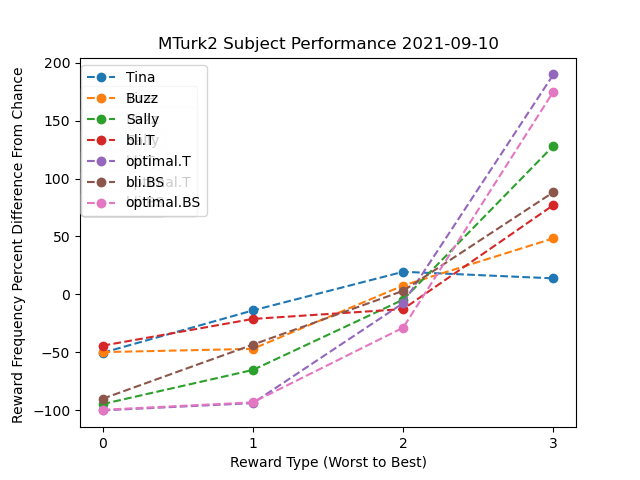 MTurk2 Subject Performance 2021-09-10
Reward Frequency Percent Difference From Chance
200
150
100
50
0
−50
−100
Tina
Buzz
Sally
bli.T
optimal.T
bli.BS
optimal.BS
0
1
2
3
Reward Type (Worst to Best)